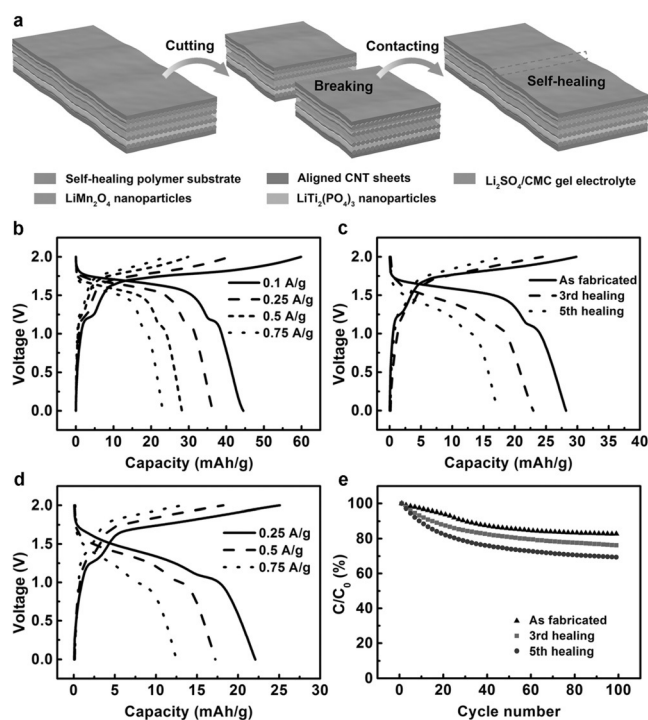 a
Cutting
Contacting
Breaking
Self-healing
Self-healing polymer substrate
Aligned CNT sheets
Li₂SO₄/CMC gel electrolyte
LiMn₂O₄ nanoparticles
LiTi₂(PO₄)₃ nanoparticles
b
2.0
1.5
1.0
0.5
0.0
Voltage (V)
0.1 A/g
0.25 A/g
0.5 A/g
0.75 A/g
0 10 20 30 40 50 60
Capacity (mAh/g)
c
2.0
1.5
1.0
0.5
0.0
Voltage (V)
As fabricated
3rd healing
5th healing
0 5 10 15 20 25 30 35 40
Capacity (mAh/g)
d
2.0
1.5
1.0
0.5
0.0
Voltage (V)
0.25 A/g
0.5 A/g
0.75 A/g
0 5 10 15 20 25 30
Capacity (mAh/g)
e
100
80
60
40
20
0
C/C₀ (%)
As fabricated
3rd healing
5th healing
0 20 40 60 80 100
Cycle number